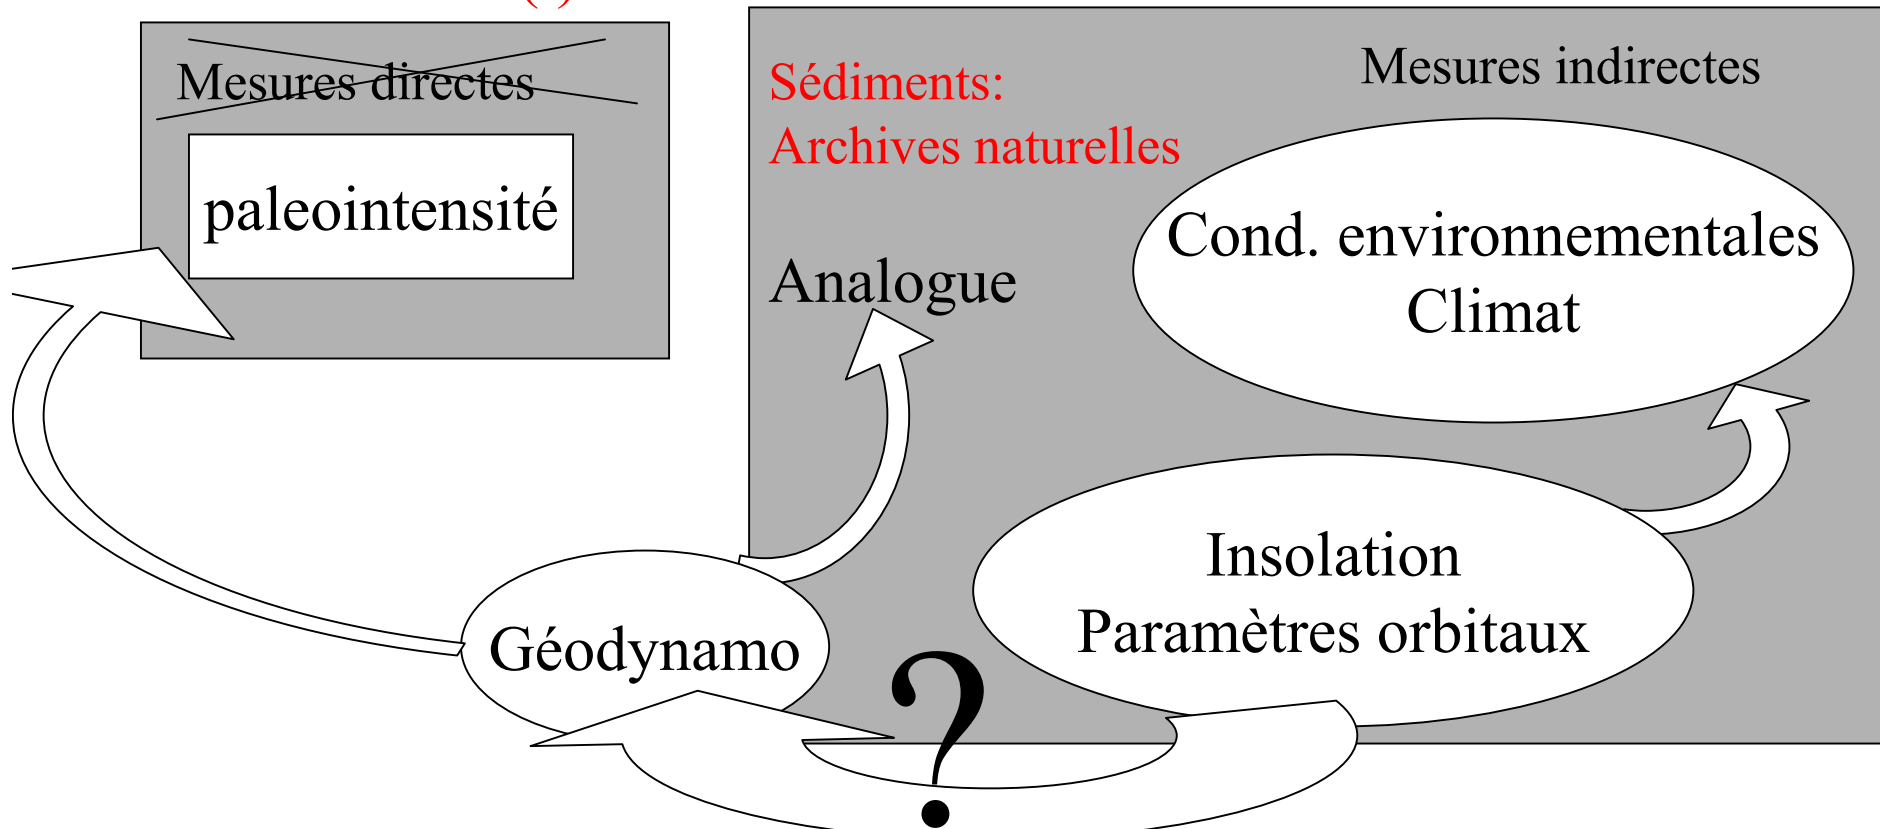 Mesures directes
paleointensité
Sédiments:
Archives naturelles
Mesures indirectes
Analogue
Cond. environnementales
Climat
Insolation
Paramètres orbitaux
Géodynamo
?